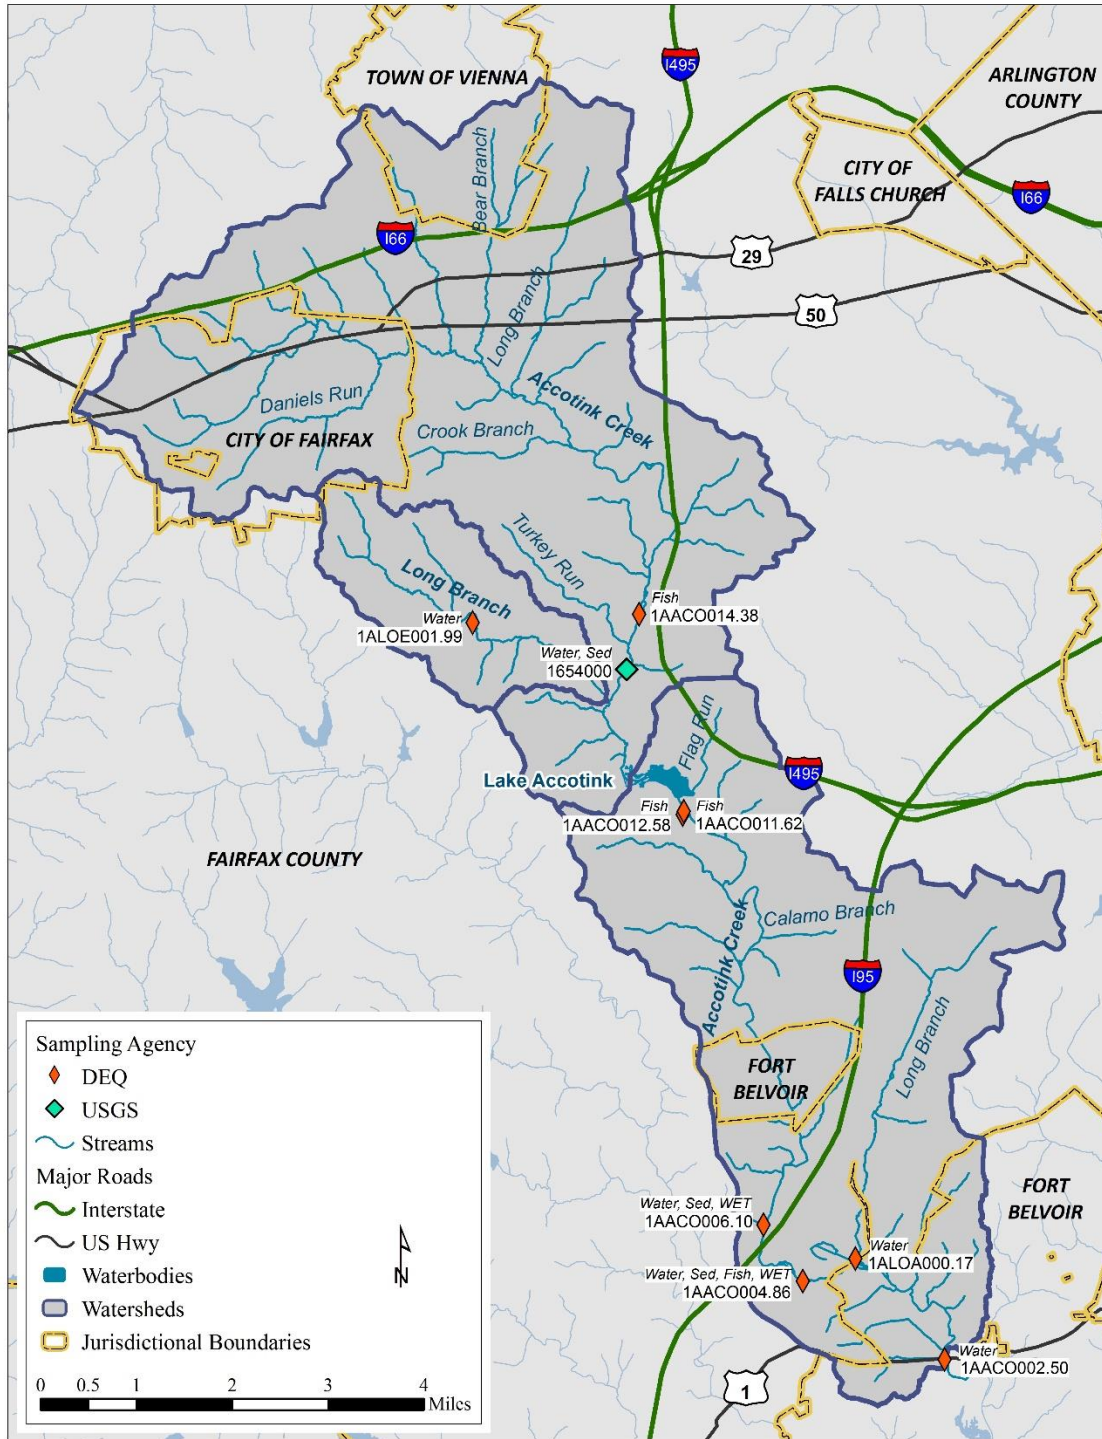 I495
TOWN OF VIENNA
ARLINGTON
COUNTY
Bear Branch
CITY OF
FALLS CHURCH
I66
I66
29
50
Long Branch
Accotink Creek
Daniels Run
CITY OF FAIRFAX
Crook Branch
Turkey Run
Long Branch
Water
1ALOE001.99
Fish
1AACO014.38
Water, Sed
1654000
Flag Run
Lake Accotink
I495
Fish
1AACO012.58
Fish
1AACO011.62
FAIRFAX COUNTY
Calamo Branch
Accotink Creek
I95
Long Branch
FORT
BELVOIR
FORT
BELVOIR
Water, Sed, WET
1AACO006.10
Water
1ALOA000.17
Water, Sed, Fish, WET
1AACO004.86
Water
1AACO002.50
1
Sampling Agency
DEQ
USGS
Streams
Major Roads
Interstate
US Hwy
Waterbodies
Watersheds
Jurisdictional Boundaries
N
0 0.5 1 2 3 4
Miles